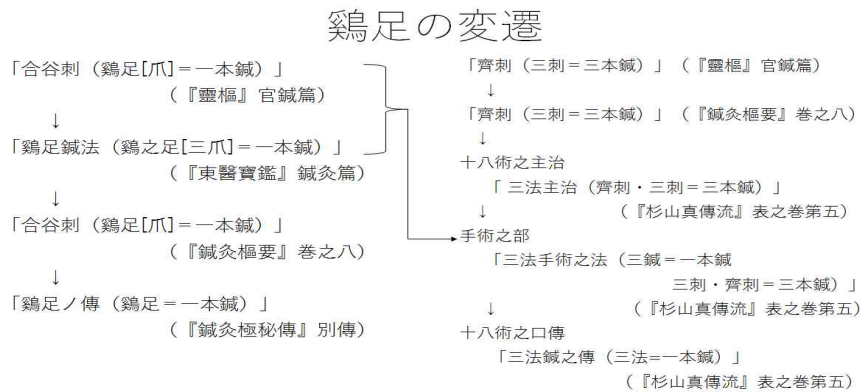 鷄足の変遷
「合谷刺（鷄足[爪]＝一本鍼）」
（『靈樞』官鍼篇）
↓
「鷄足鍼法（鷄之足[三爪]＝一本鍼）」
（『東醫寶鑑』鍼灸篇）
↓
「合谷刺（鷄足[爪]＝一本鍼）」
（『鍼灸樞要』巻之八）
↓
「鷄足ノ傳（鷄足＝一本鍼）」
（『鍼灸極秘傳』別傳）
「齊刺（三刺＝三本鍼）」（『靈樞』官鍼篇）
↓
「齊刺（三刺＝三本鍼）」（『鍼灸樞要』巻之八）
↓
十八術之主治
「 三法主治（齊刺・三刺＝三本鍼）」
↓ （『杉山真傳流』表之巻第五）
手術之部
「三法手術之法（三鍼＝一本鍼
三刺・齊刺＝三本鍼）」
↓ （『杉山真傳流』表之巻第五）
十八術之口傳
「三法鍼之傳（三法=一本鍼）」
（『杉山真傳流』表之巻第五）